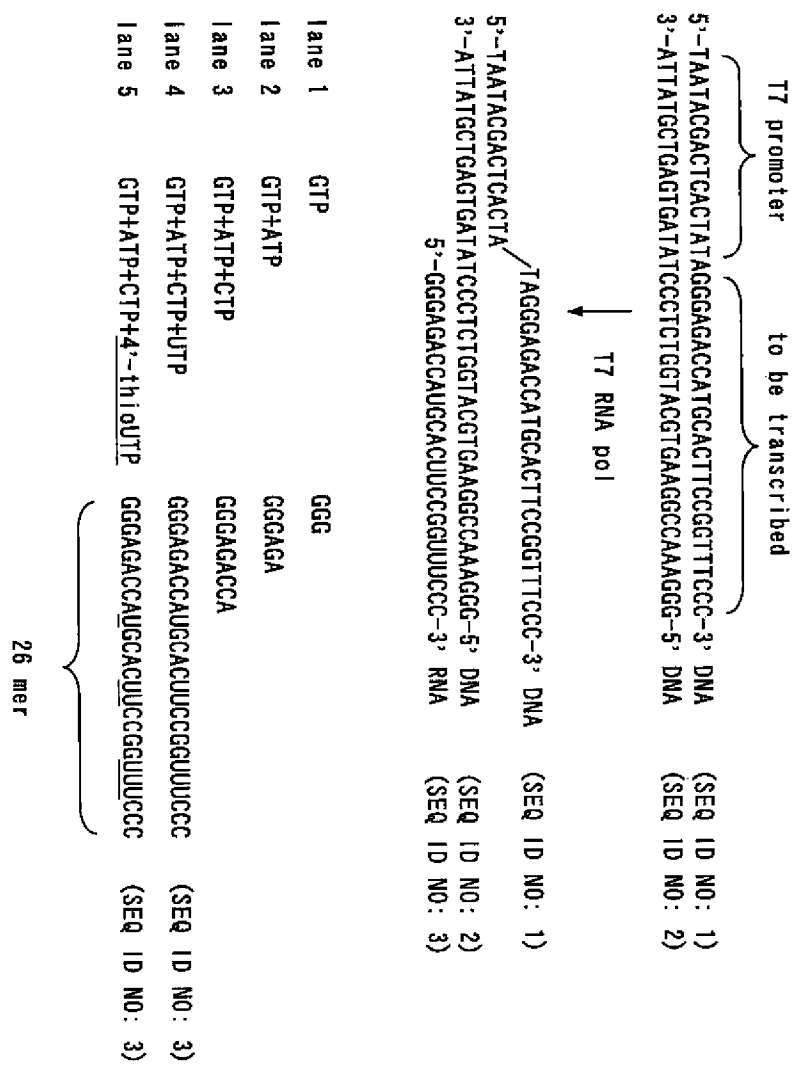 T7 promoter to be transcribed
5'-TAATACGACTCACTATAGGGAGACCATGCACTTCCGGTTTCCC-3' DNA (SEQ ID NO: 1)
3'-ATTATGCTGAGTGATATCCCTCTGGTACGTGAAGGCCAAAGGG-5' DNA (SEQ ID NO: 2)
T7 RNA pol
TAGGGAGACCATGCACTTCCGGTTTCCC-3' DNA (SEQ ID NO: 1)
5'-TAATACGACTCACTA
3'-ATTATGCTGAGTGATATCCCTCTGGTACGTGAAGGCCAAAGGG-5' DNA (SEQ ID NO: 2)
5'-GGGAGACCAUGCACUUCCGGUUUCCC-3' RNA (SEQ ID NO: 3)
lane 1 GTP GGG
lane 2 GTP+ATP GGGAGA
lane 3 GTP+ATP+CTP GGGAGACCA
lane 4 GTP+ATP+CTP+UTP GGGAGACCAUGCACUUCCGGUUUCCC (SEQ ID NO: 3)
lane 5 GTP+ATP+CTP+4'-thioUTP GGGAGACCAUGCACUUCCGGUUUCCC (SEQ ID NO: 3)
26 mer